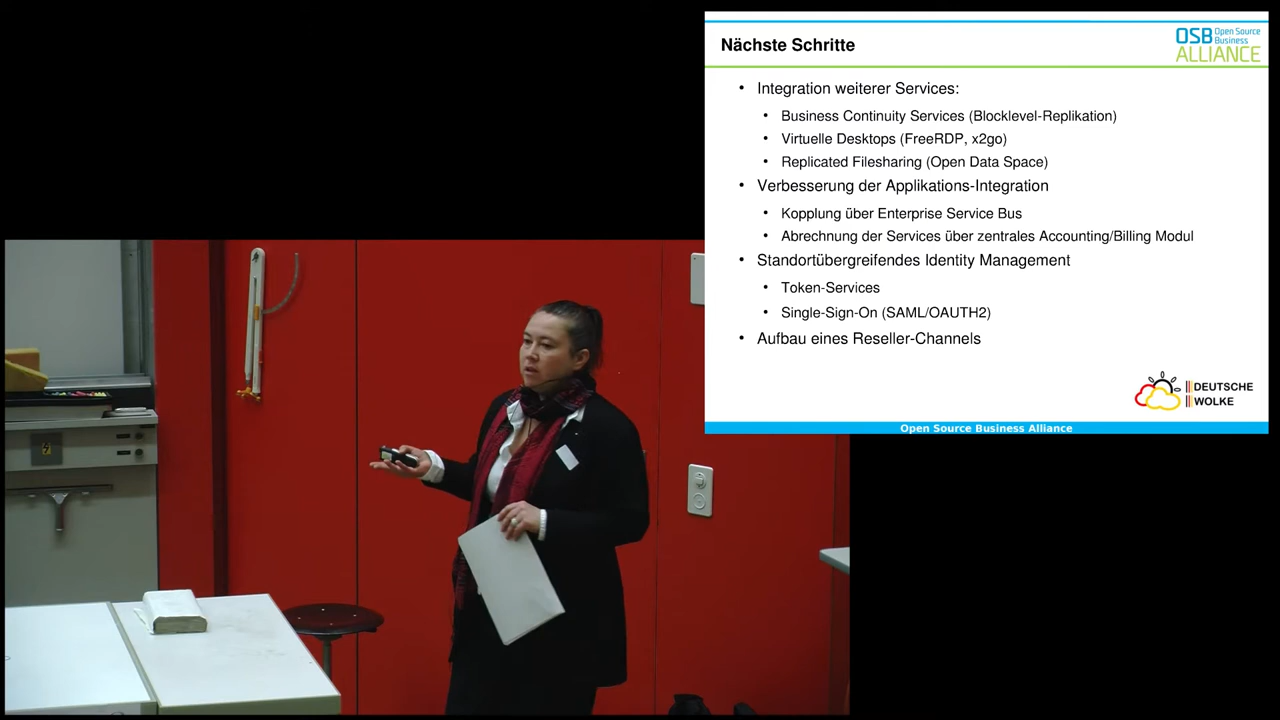 Nächste Schritte
OSB Open Source Business ALLIANCE
• Integration weiterer Services:
• Business Continuity Services (Blocklevel-Replikation)
• Virtuelle Desktops (FreeRDP, x2go)
• Replicated Filesharing (Open Data Space)
• Verbesserung der Applikations-Integration
• Kopplung über Enterprise Service Bus
• Abrechnung der Services über zentrales Accounting/Billing Modul
• Standortübergreifendes Identity Management
• Token-Services
• Single-Sign-On (SAML/OAUTH2)
• Aufbau eines Reseller-Channels
DEUTSCHE
WOLKE
Open Source Business Alliance